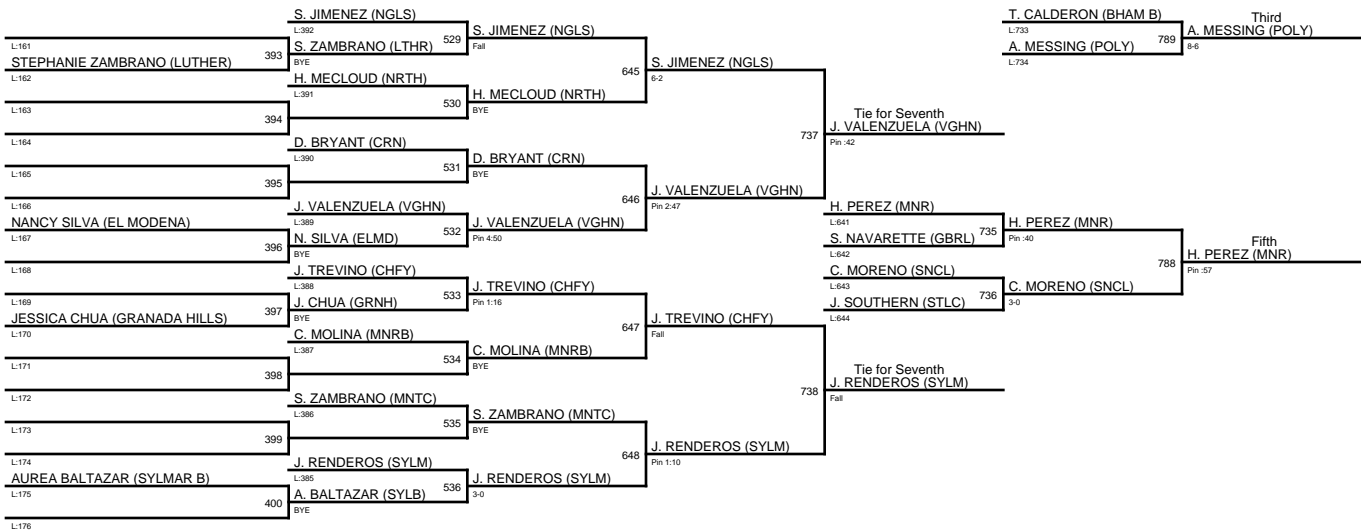 S. JIMENEZ (NGLS)
T. CALDERON (BHAM B)
Third
L:392
L:733
529
S. JIMENEZ (NGLS)
789
A. MESSING (POLY)
L:161
S. ZAMBRANO (LTHR)
Fall
A. MESSING (POLY)
8-6
393
STEPHANIE ZAMBRANO (LUTHER)
BYE
L:734
645
S. JIMENEZ (NGLS)
L:162
H. MECLOUD (NRTH)
6-2
L:391
530
H. MECLOUD (NRTH)
L:163
BYE
394
Tie for Seventh
L:164
737
J. VALENZUELA (VGHN)
D. BRYANT (CRN)
Pin :42
L:390
531
D. BRYANT (CRN)
L:165
BYE
395
646
J. VALENZUELA (VGHN)
L:166
J. VALENZUELA (VGHN)
Pin 2:47
H. PEREZ (MNR)
NANCY SILVA (EL MODENA)
L:389
L:641
532
J. VALENZUELA (VGHN)
735
H. PEREZ (MNR)
L:167
N. SILVA (ELMD)
Pin 4:50
S. NAVARETTE (GBRL)
Pin :40
396
BYE
L:642
Fifth
788
H. PEREZ (MNR)
L:168
J. TREVINO (CHFY)
C. MORENO (SNCL)
Pin :57
L:388
L:643
533
J. TREVINO (CHFY)
736
C. MORENO (SNCL)
L:169
J. CHUA (GRNH)
Pin 1:16
J. SOUTHERN (STLC)
3-0
397
JESSICA CHUA (GRANADA HILLS)
BYE
L:644
647
J. TREVINO (CHFY)
L:170
C. MOLINA (MNRB)
Fall
L:387
534
C. MOLINA (MNRB)
L:171
BYE
398
Tie for Seventh
L:172
738
J. RENDEROS (SYLM)
S. ZAMBRANO (MNTC)
Fall
L:386
535
S. ZAMBRANO (MNTC)
L:173
BYE
399
648
J. RENDEROS (SYLM)
L:174
J. RENDEROS (SYLM)
Pin 1:10
AUREA BALTAZAR (SYLMAR B)
L:385
536
J. RENDEROS (SYLM)
L:175
A. BALTAZAR (SYLB)
3-0
400
BYE
L:176